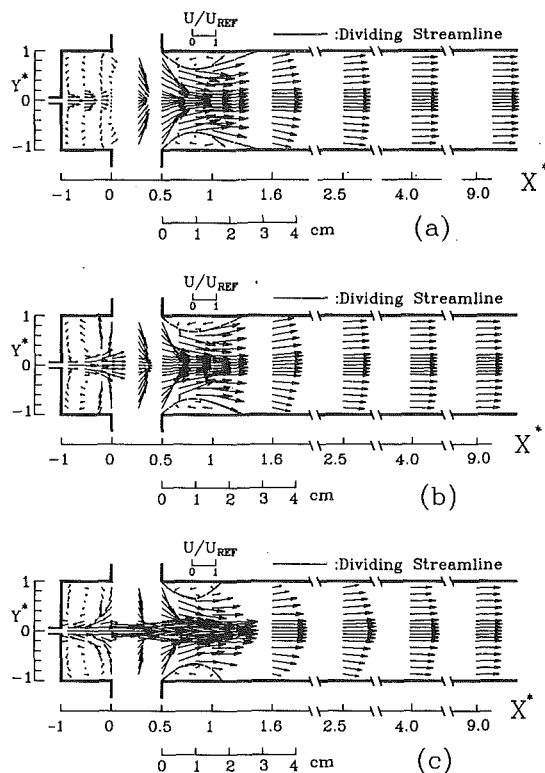 U/U_REF
0 1
:Dividing Streamline
1
Y* 0
-1
-1 0 0.5 1 1.6 2.5 4.0 9.0 X*
0 1 2 3 4 cm
(a)
U/U_REF
0 1
:Dividing Streamline
1
Y* 0
-1
-1 0 0.5 1 1.6 2.5 4.0 9.0 X*
0 1 2 3 4 cm
(b)
U/U_REF
0 1
:Dividing Streamline
1
Y* 0
-1
-1 0 0.5 1 1.6 2.5 4.0 9.0 X*
0 1 2 3 4 cm
(c)